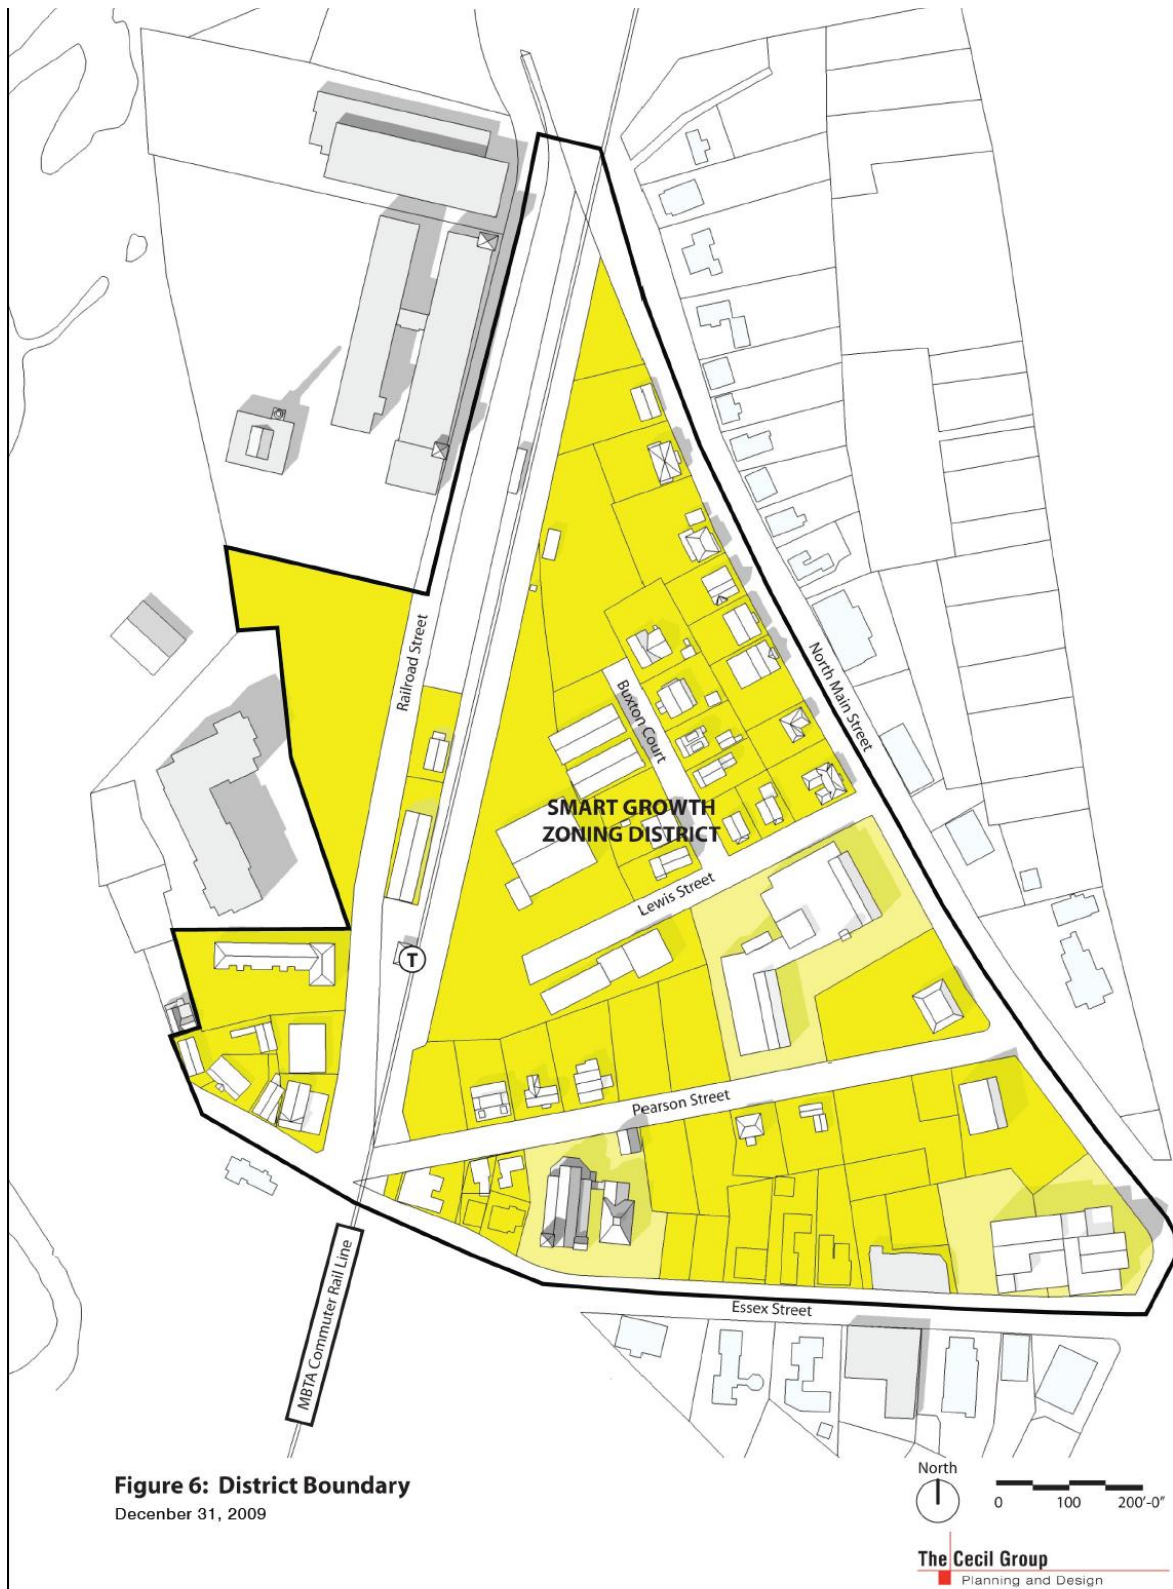 Railroad Street
North Main Street
Buxton Court
SMART GROWTH
ZONING DISTRICT
Lewis Street
T
Pearson Street
MBTA Commuter Rail Line
Essex Street
Figure 6: District Boundary
Decenber 31, 2009
North
0 100 200'-0"
The Cecil Group
Planning and Design